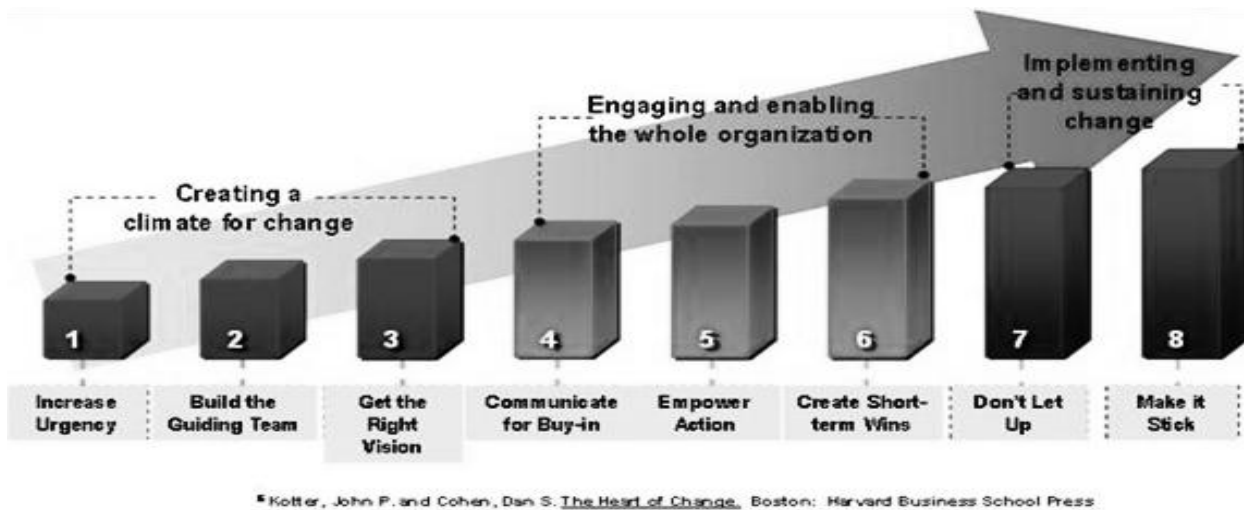 Implementing
and sustaining
change
Engaging and enabling
the whole organization
Creating a
climate for change
1
2
3
4
5
6
7
8
Increase
Urgency
Build the
Guiding Team
Get the
Right
Vision
Communicate
for Buy-in
Empower
Action
Create Short-
term Wins
Don't Let
Up
Make it
Stick
Kotter, John P. and Cohen, Dan S. The Heart of Change. Boston: Harvard Business School Press